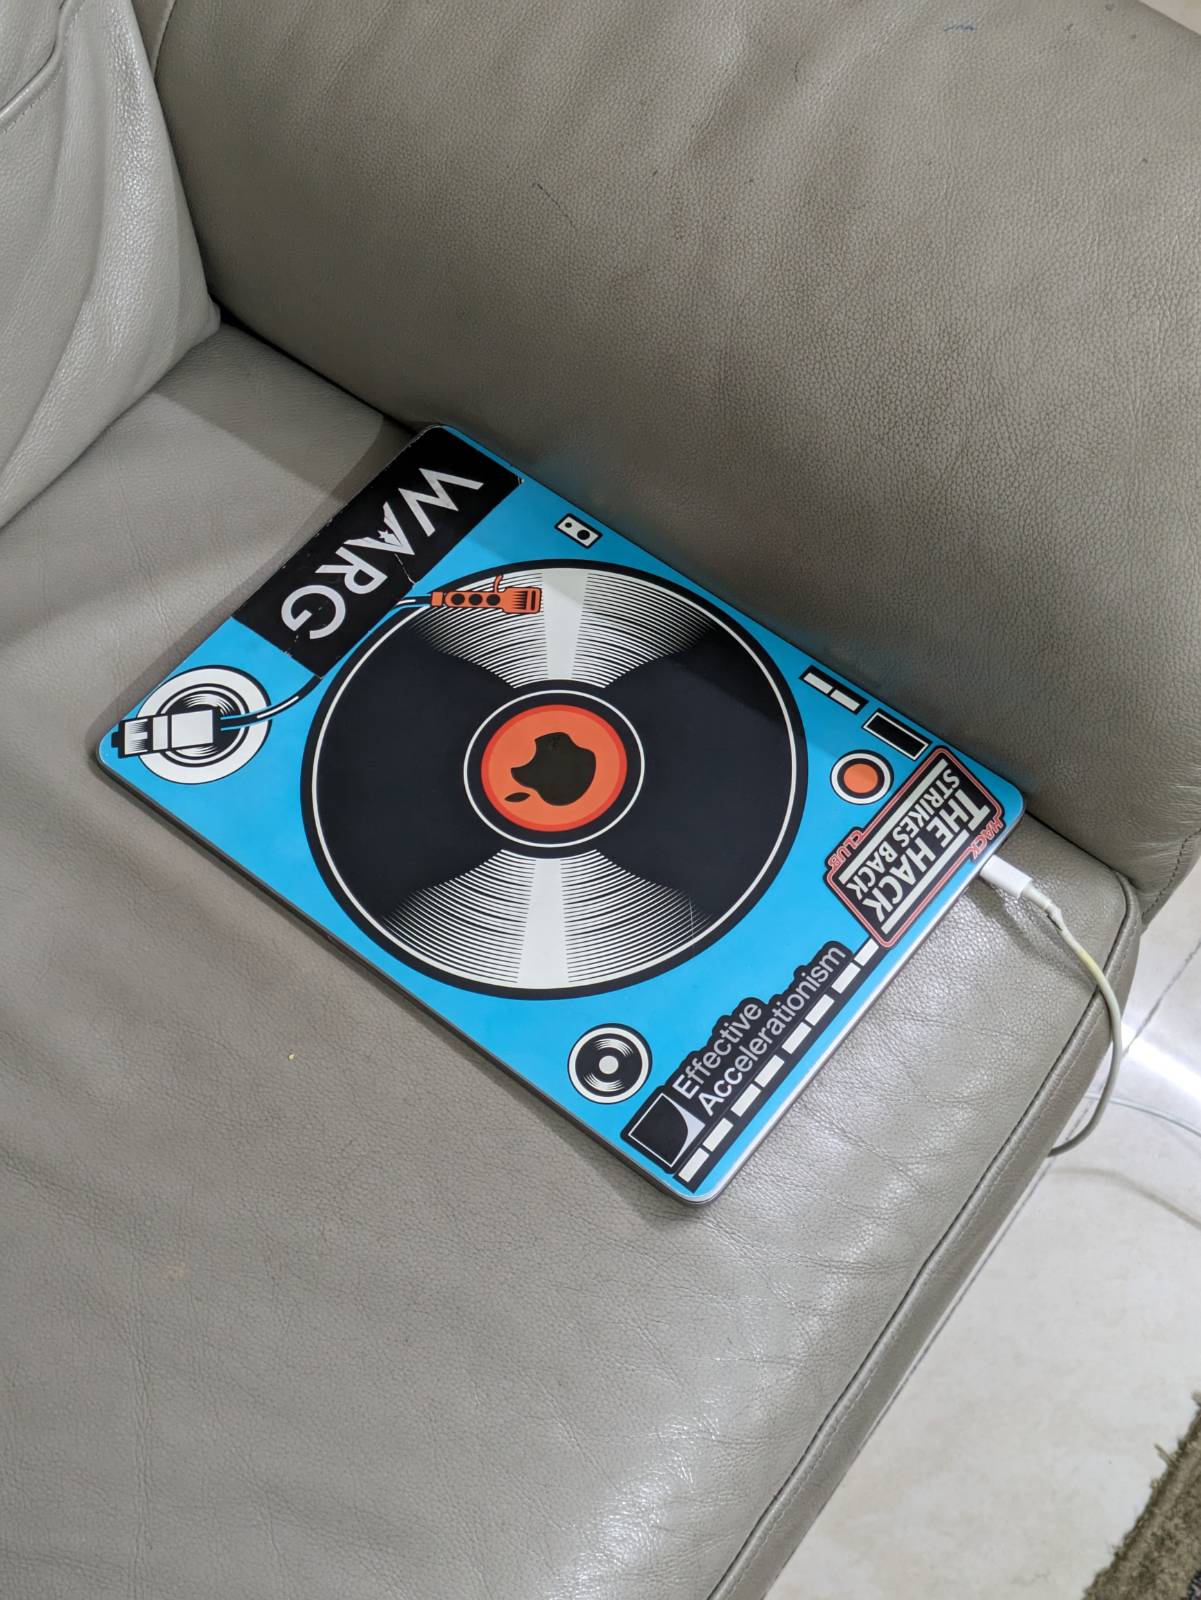 WARG
HACK
THE HACK
STRIKES BACK
CLUB
Effective
Accelerationism